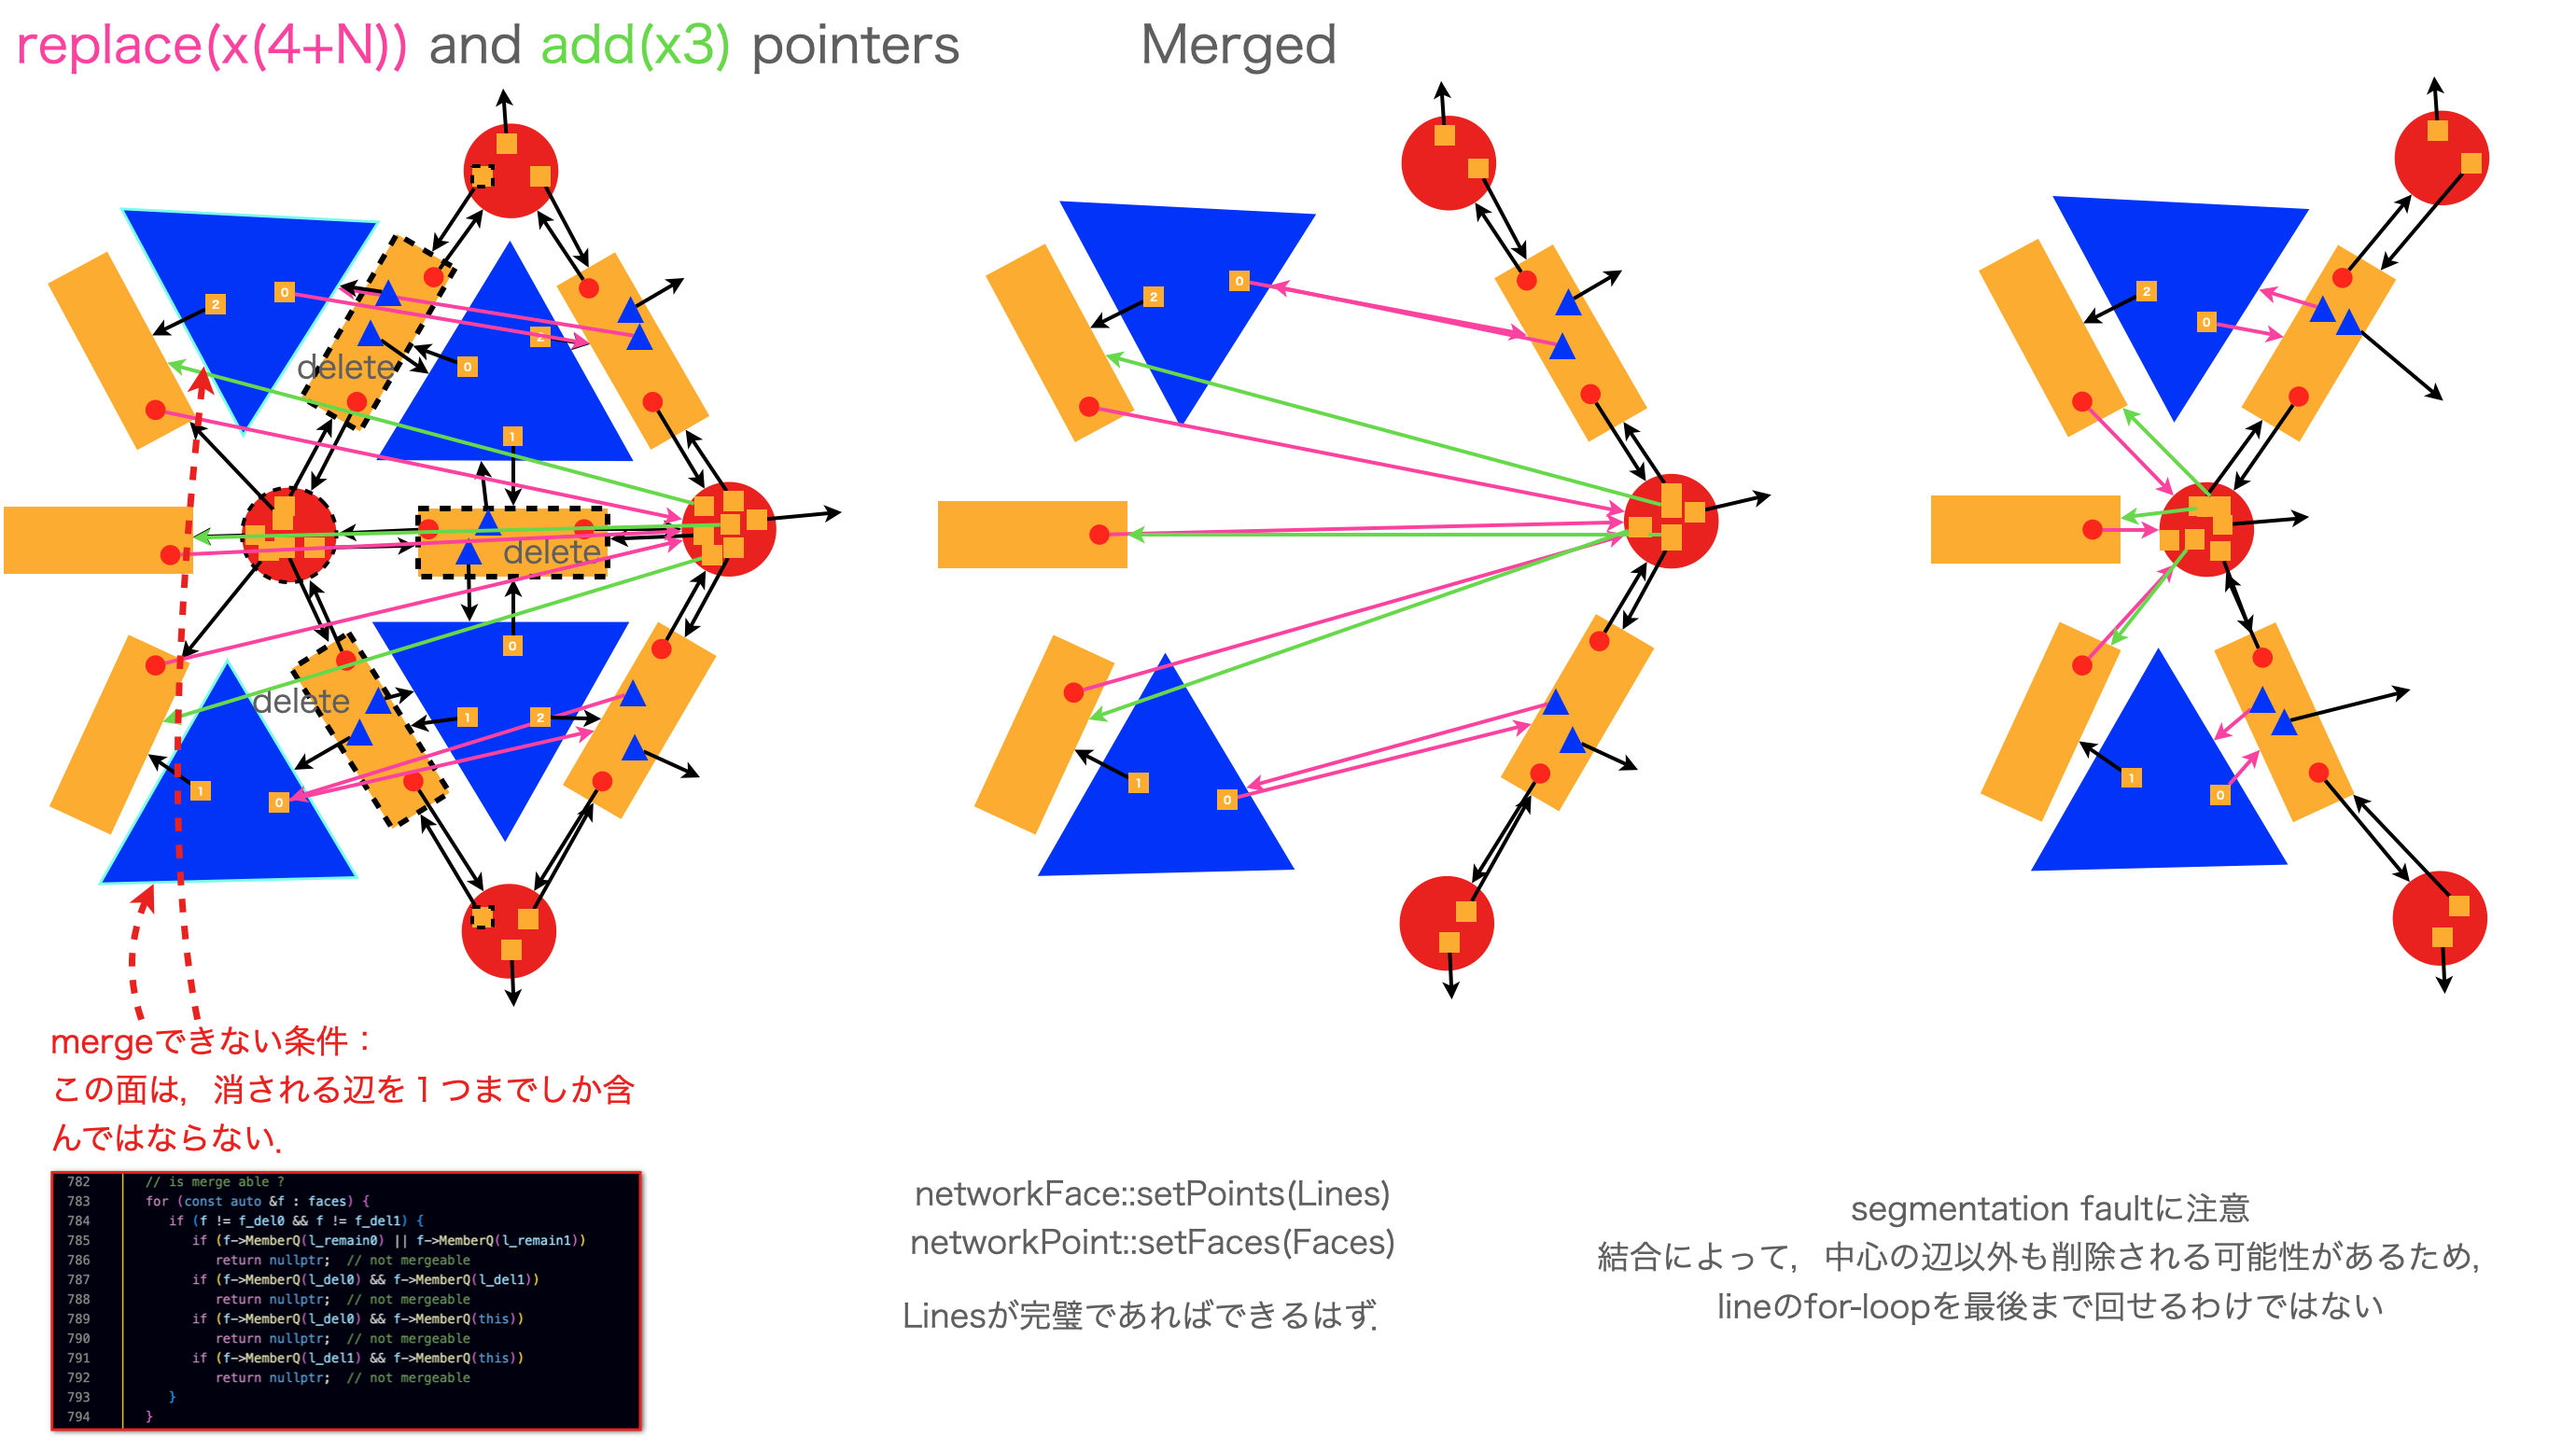 replace(x(4+N)) and add(x3) pointers
Merged
2
0
2
0
delete
1
delete
0
delete
1
2
1
0
2
0
1
0
2
0
1
0
mergeできない条件：
この面は，消される辺を１つまでしか含
んではならない．
782 // is merge able ?
783 for (const auto &f : faces) {
784 if (f != f_del0 && f != f_del1) {
785 if (f->MemberQ(l_remain0) || f->MemberQ(l_remain1))
786 return nullptr; // not mergeable
787 if (f->MemberQ(l_del0) && f->MemberQ(l_del1))
788 return nullptr; // not mergeable
789 if (f->MemberQ(l_del0) && f->MemberQ(this))
790 return nullptr; // not mergeable
791 if (f->MemberQ(l_del1) && f->MemberQ(this))
792 return nullptr; // not mergeable
793 }
794 }
networkFace::setPoints(Lines)
networkPoint::setFaces(Faces)
Linesが完璧であればできるはず．
segmentation faultに注意
結合によって，中心の辺以外も削除される可能性があるため，
lineのfor-loopを最後まで回せるわけではない